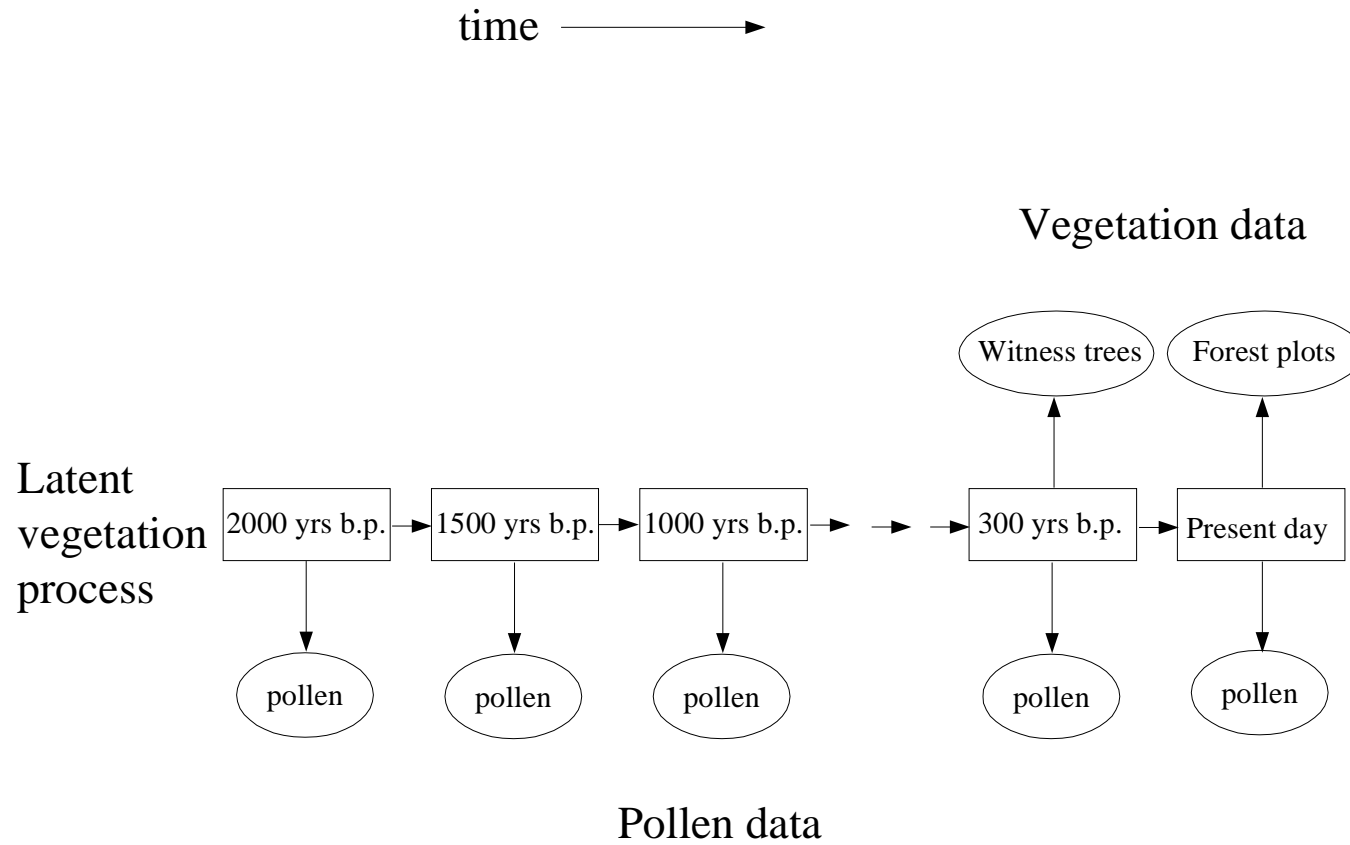 time
Vegetation data
Witness trees
Forest plots
Latent
vegetation
process
2000 yrs b.p.
1500 yrs b.p.
1000 yrs b.p.
300 yrs b.p.
Present day
pollen
pollen
pollen
pollen
pollen
Pollen data